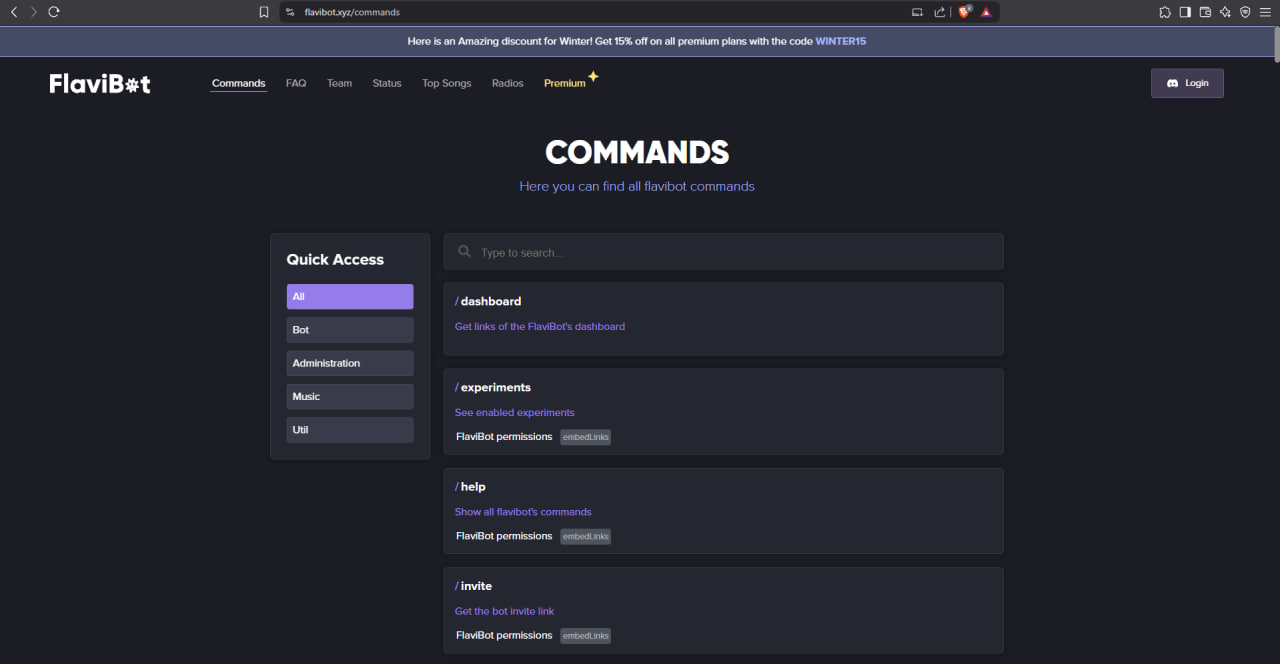 flavibot.xyz/commands
Here is an Amazing discount for Winter! Get 15% off on all premium plans with the code WINTER15
FlaviBot
Commands FAQ Team Status Top Songs Radios Premium Login
COMMANDS
Here you can find all flavibot commands
Quick Access
All
Bot
Administration
Music
Util
Type to search...
/dashboard
Get links of the FlaviBot's dashboard
/experiments
See enabled experiments
FlaviBot permissions embedLinks
/help
Show all flavibot's commands
FlaviBot permissions embedLinks
/invite
Get the bot invite link
FlaviBot permissions embedLinks